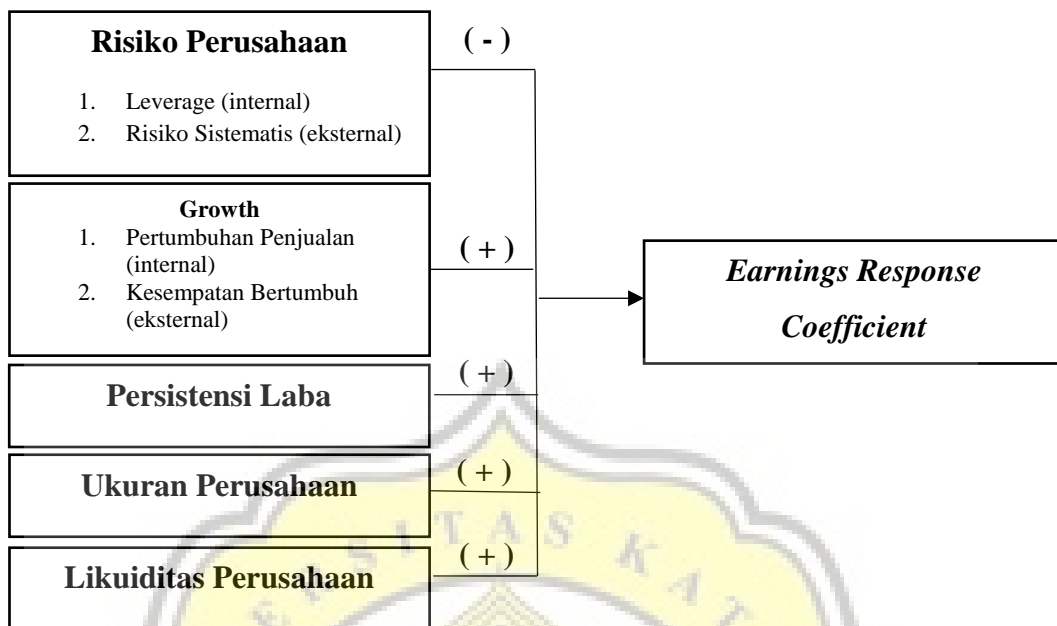 Risiko Perusahaan
( - )
1. Leverage (internal)
2. Risiko Sistematis (eksternal)
Growth
1. Pertumbuhan Penjualan
(internal)
2. Kesempatan Bertumbuh
(eksternal)
( + )
Earnings Response
Coefficient
Persistensi Laba
( + )
Ukuran Perusahaan
( + )
Likuiditas Perusahaan
( + )